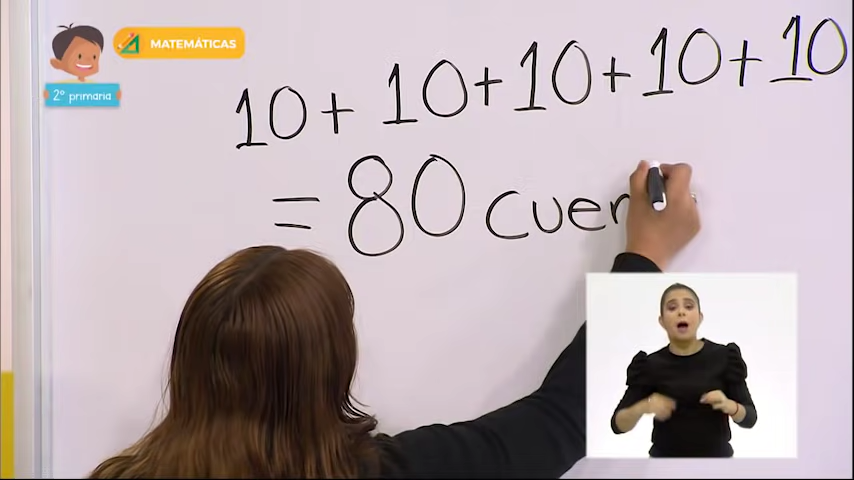 MATEMÁTICAS
2° primaria
10 + 10 + 10 + 10 + 10
= 80 cuen